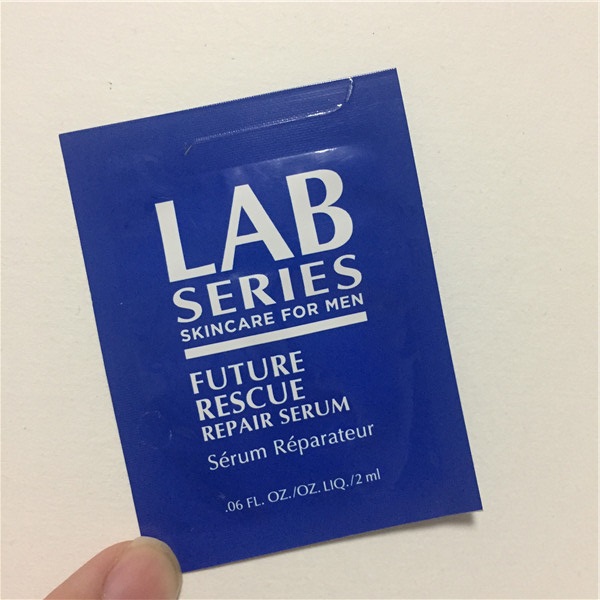 LAB
SERIES
SKINCARE FOR MEN
FUTURE
RESCUE
REPAIR SERUM
Sérum Réparateur
.06 FL. OZ./OZ. LIQ./2 ml